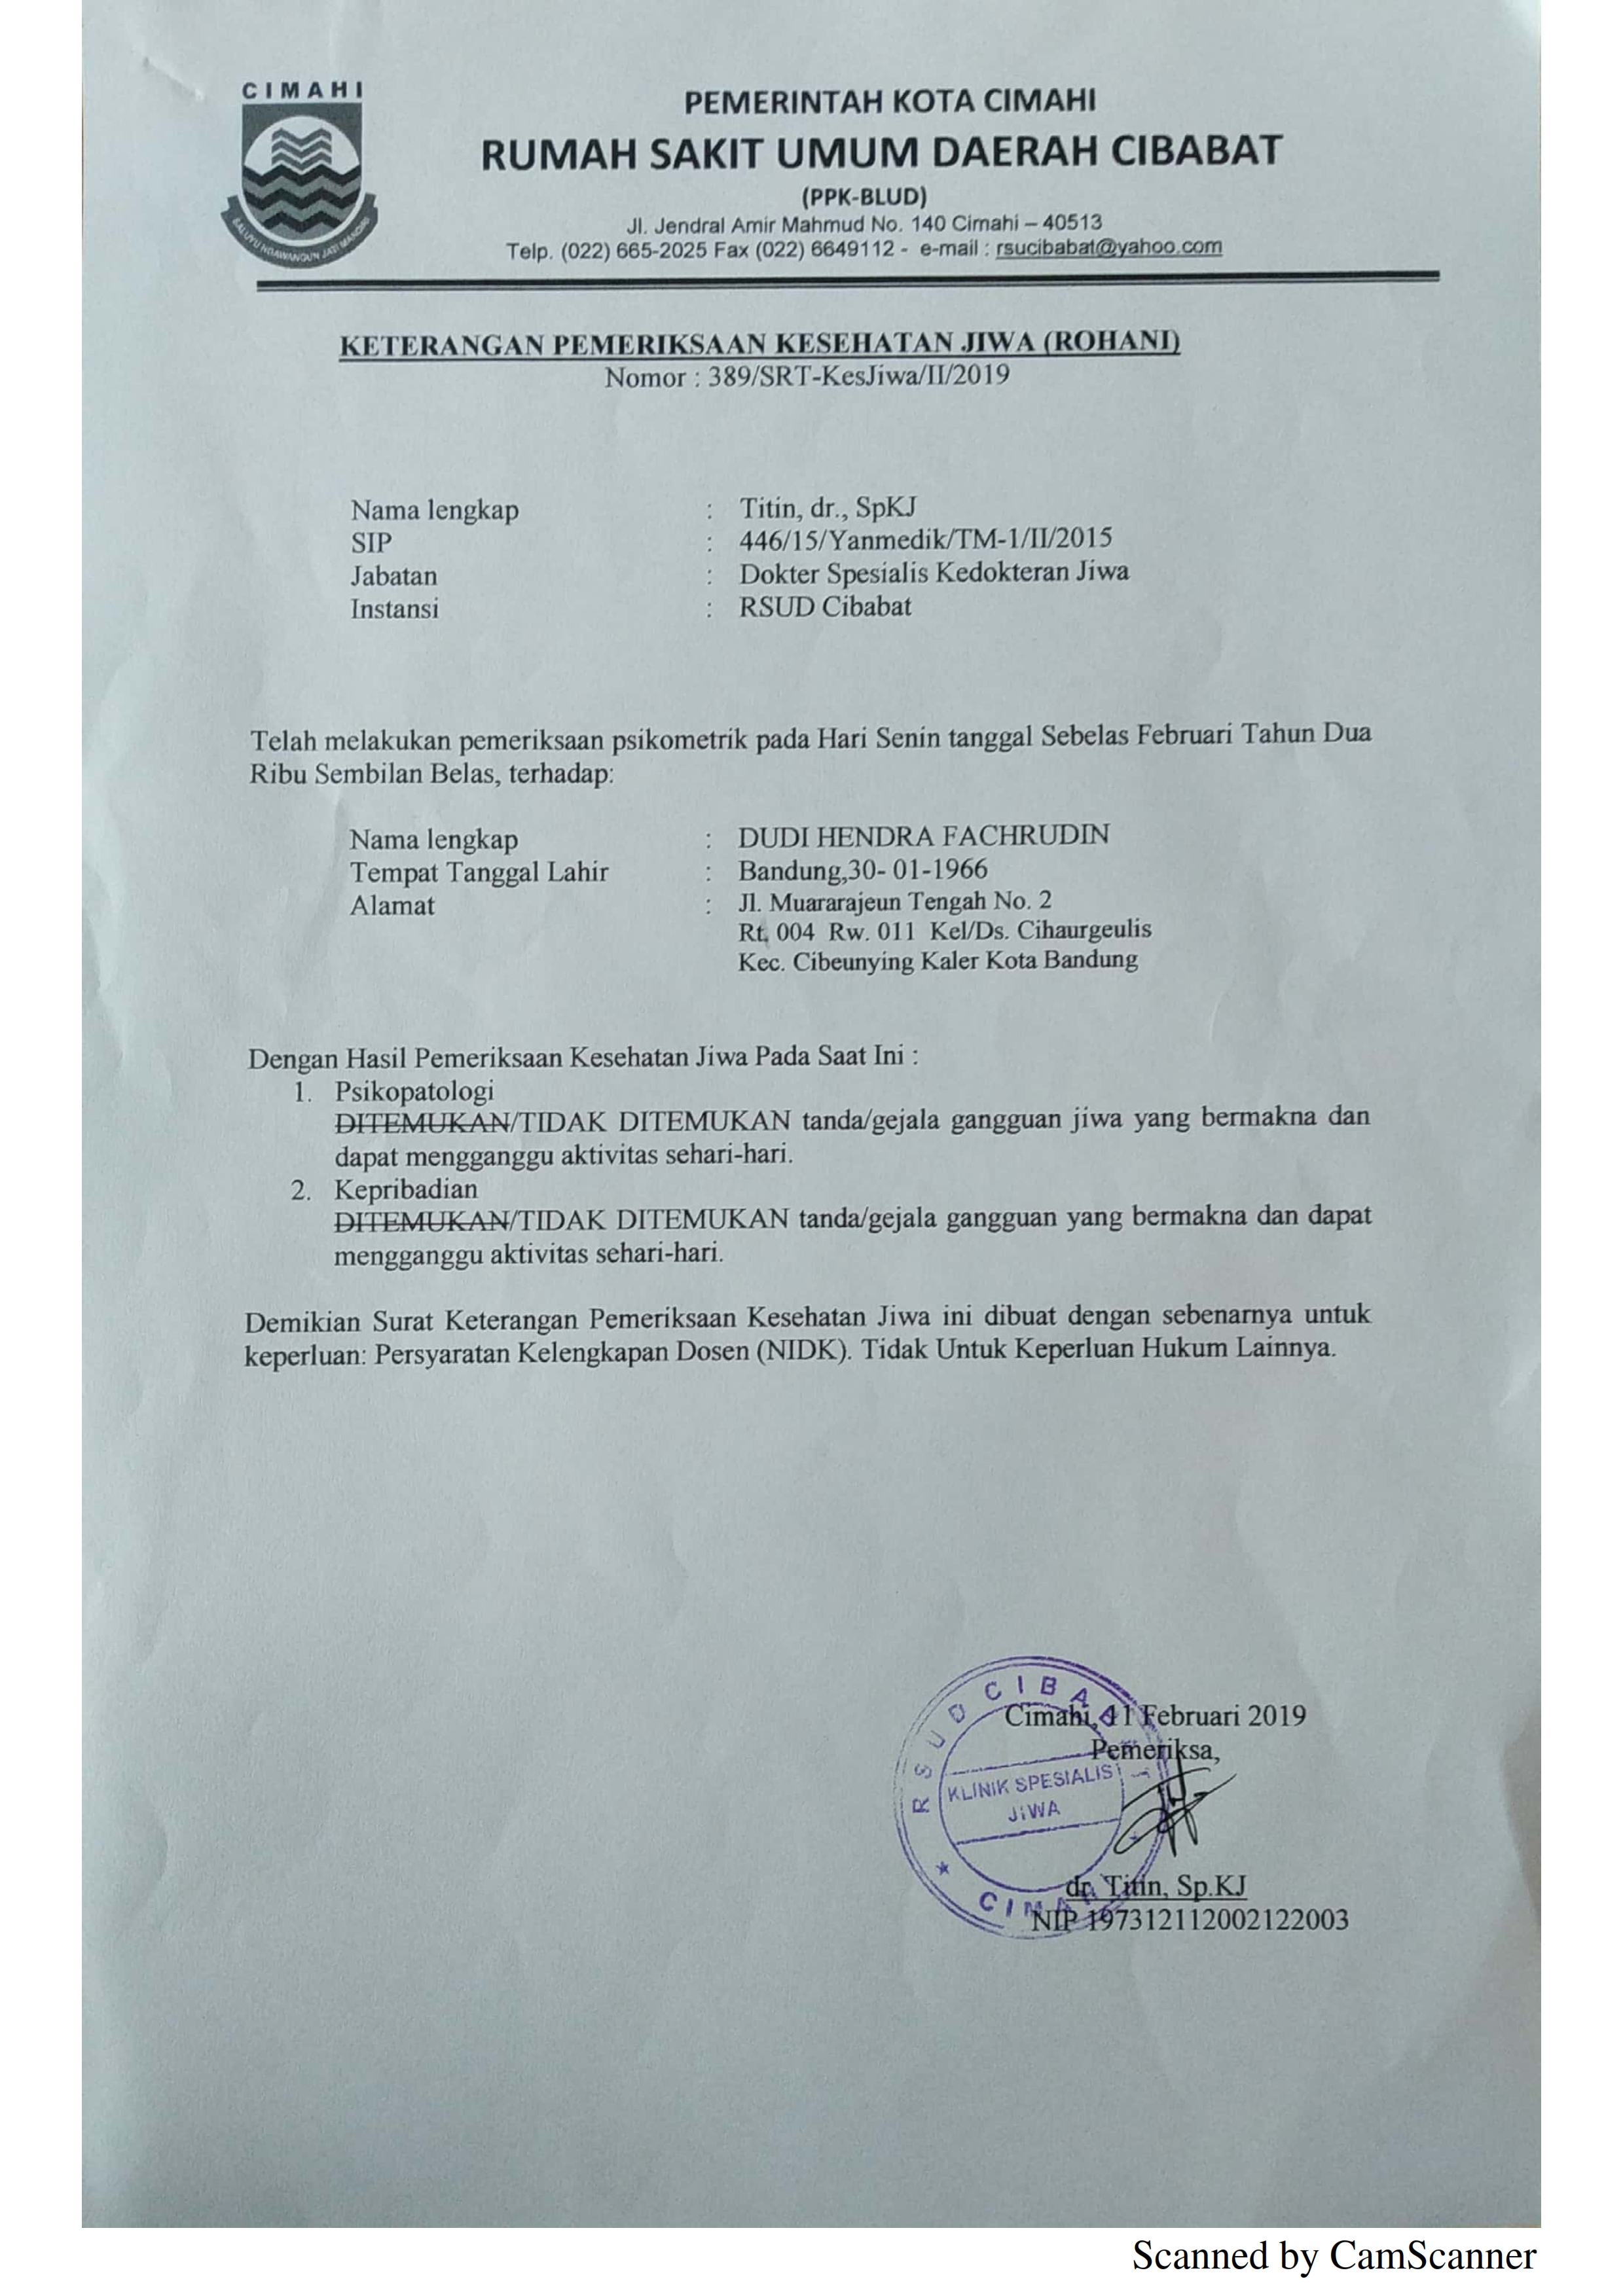 CIMAHI
PEMERINTAH KOTA CIMAHI
RUMAH SAKIT UMUM DAERAH CIBABAT
(PPK-BLUD)
Jl. Jendral Amir Mahmud No. 140 Cimahi – 40513
Telp. (022) 665-2025 Fax (022) 6649112 - e-mail : rsucibabat@yahoo.com
SALUYU NGAWANGUN JATI MANDIRI
KETERANGAN PEMERIKSAAN KESEHATAN JIWA (ROHANI)
Nomor : 389/SRT-KesJiwa/II/2019
Nama lengkap : Titin, dr., SpKJ
SIP : 446/15/Yanmedik/TM-1/II/2015
Jabatan : Dokter Spesialis Kedokteran Jiwa
Instansi : RSUD Cibabat
Telah melakukan pemeriksaan psikometrik pada Hari Senin tanggal Sebelas Februari Tahun Dua
Ribu Sembilan Belas, terhadap:
Nama lengkap : DUDI HENDRA FACHRUDIN
Tempat Tanggal Lahir : Bandung,30- 01-1966
Alamat : Jl. Muararajeun Tengah No. 2
Rt. 004 Rw. 011 Kel/Ds. Cihaurgeulis
Kec. Cibeunying Kaler Kota Bandung
Dengan Hasil Pemeriksaan Kesehatan Jiwa Pada Saat Ini :
1. Psikopatologi
DITEMUKAN/TIDAK DITEMUKAN tanda/gejala gangguan jiwa yang bermakna dan
dapat mengganggu aktivitas sehari-hari.
2. Kepribadian
DITEMUKAN/TIDAK DITEMUKAN tanda/gejala gangguan yang bermakna dan dapat
mengganggu aktivitas sehari-hari.
Demikian Surat Keterangan Pemeriksaan Kesehatan Jiwa ini dibuat dengan sebenarnya untuk
keperluan: Persyaratan Kelengkapan Dosen (NIDK). Tidak Untuk Keperluan Hukum Lainnya.
Cimahi, 11 Februari 2019
Pemeriksa,
RSUD CIBABAT
KLINIK SPESIALIS
JIWA
CIMAHI
dr. Titin, Sp.KJ
NIP 197312112002122003
Scanned by CamScanner